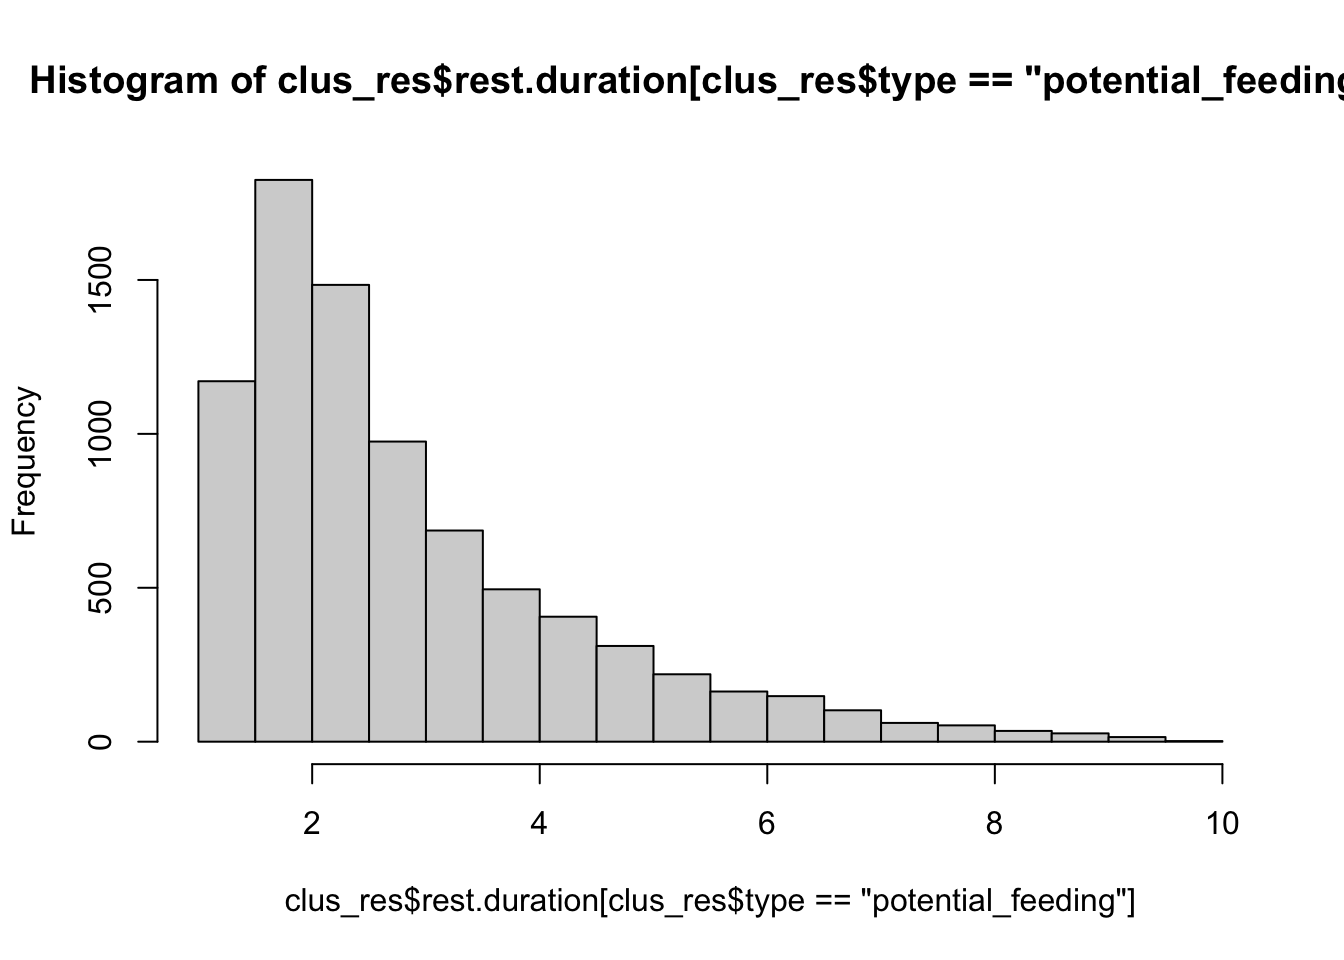 Histogram of clus_res$rest.duration[clus_res$type == "potential_feeding
Frequency
1500
1000
500
0
2 4 6 8 10
clus_res$rest.duration[clus_res$type == "potential_feeding"]